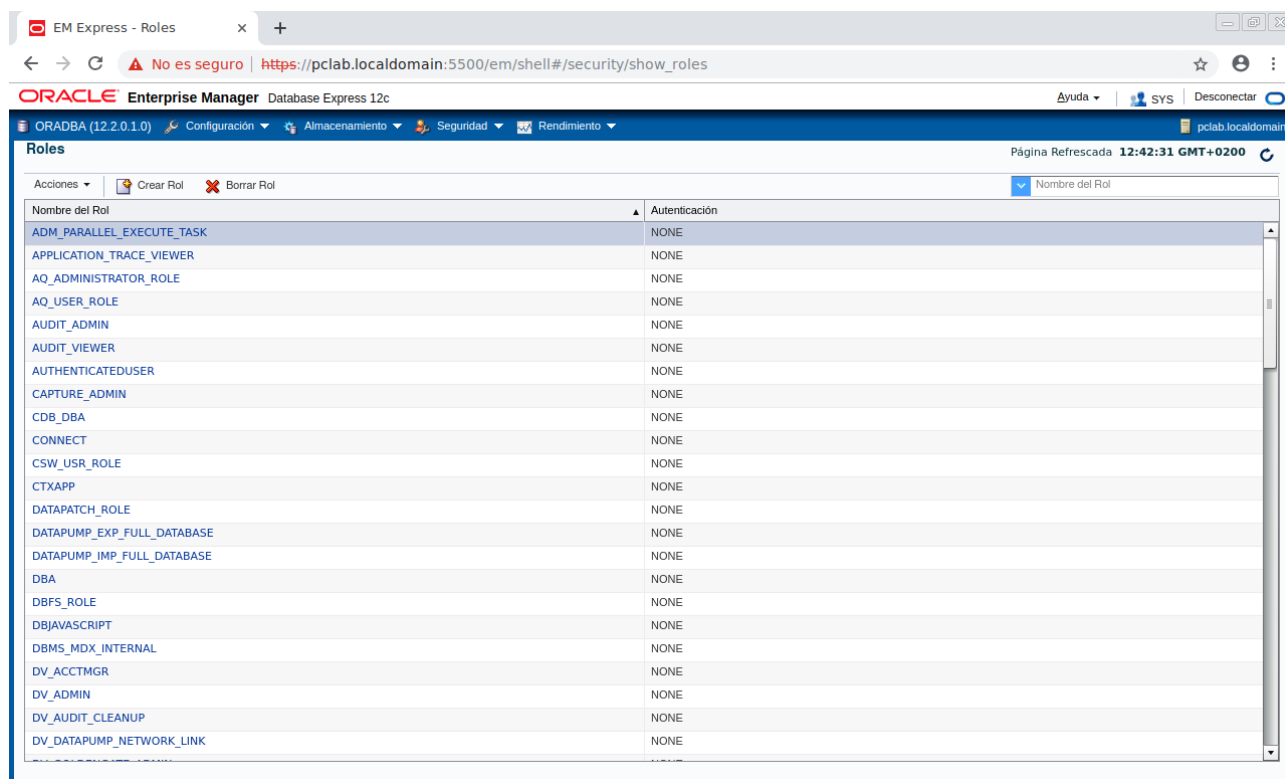 EM Express - Roles
No es seguro | https://pclab.localdomain:5500/em/shell#/security/show_roles
ORACLE Enterprise Manager Database Express 12c Ayuda SYS Desconectar
ORADBA (12.2.0.1.0) Configuración Almacenamiento Seguridad Rendimiento pclab.localdomain
Roles Página Refrescada 12:42:31 GMT+0200
Acciones Crear Rol Borrar Rol Nombre del Rol
Nombre del Rol Autenticación
ADM_PARALLEL_EXECUTE_TASK NONE
APPLICATION_TRACE_VIEWER NONE
AQ_ADMINISTRATOR_ROLE NONE
AQ_USER_ROLE NONE
AUDIT_ADMIN NONE
AUDIT_VIEWER NONE
AUTHENTICATEDUSER NONE
CAPTURE_ADMIN NONE
CDB_DBA NONE
CONNECT NONE
CSW_USR_ROLE NONE
CTXAPP NONE
DATAPATCH_ROLE NONE
DATAPUMP_EXP_FULL_DATABASE NONE
DATAPUMP_IMP_FULL_DATABASE NONE
DBA NONE
DBFS_ROLE NONE
DBJAVASCRIPT NONE
DBMS_MDX_INTERNAL NONE
DV_ACCTMGR NONE
DV_ADMIN NONE
DV_AUDIT_CLEANUP NONE
DV_DATAPUMP_NETWORK_LINK NONE